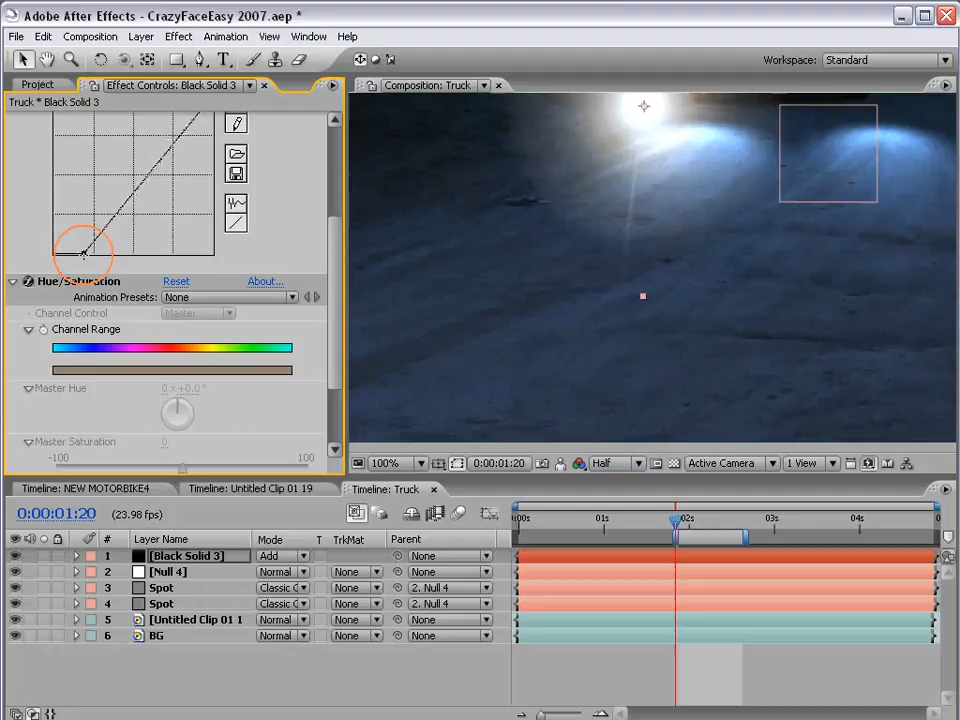 Adobe After Effects - CrazyFaceEasy 2007.aep *
File Edit Composition Layer Effect Animation View Window Help
Workspace: Standard
Project Effect Controls: Black Solid 3 Composition: Truck
Truck * Black Solid 3
Hue/Saturation Reset About...
Animation Presets: None
Channel Control Master
Channel Range
Master Hue 0 x +0.0°
Master Saturation 0
-100 100
100% 0:00:01:20 Half Active Camera 1 View
Timeline: NEW MOTORBIKE4 Timeline: Untitled Clip 01 19 Timeline: Truck
0:00:01:20 (23.98 fps) 0:00s 01s 02s 03s 04s 0
# Layer Name Mode T TrkMat Parent
1 [Black Solid 3] Add None
2 [Null 4] Normal None None
3 Spot Classic C None 2. Null 4
4 Spot Classic C None 2. Null 4
5 [Untitled Clip 01 1 Normal None None
6 BG Normal None None